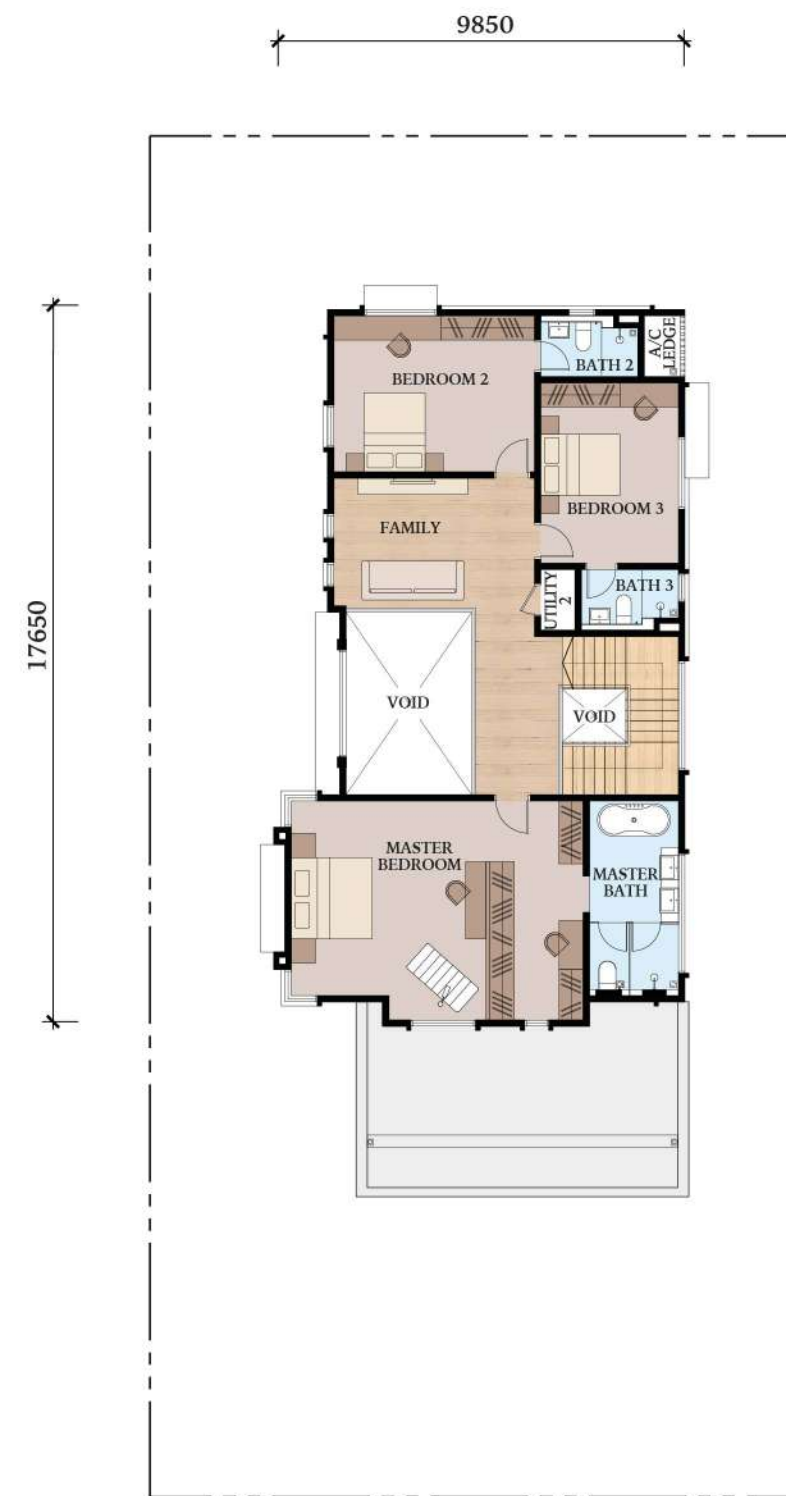 9850
17650
BATH 2
A/C
LEDGE
BEDROOM 2
BEDROOM 3
FAMILY
BATH 3
UTILITY
2
VOID
VOID
MASTER
BEDROOM
MASTER
BATH